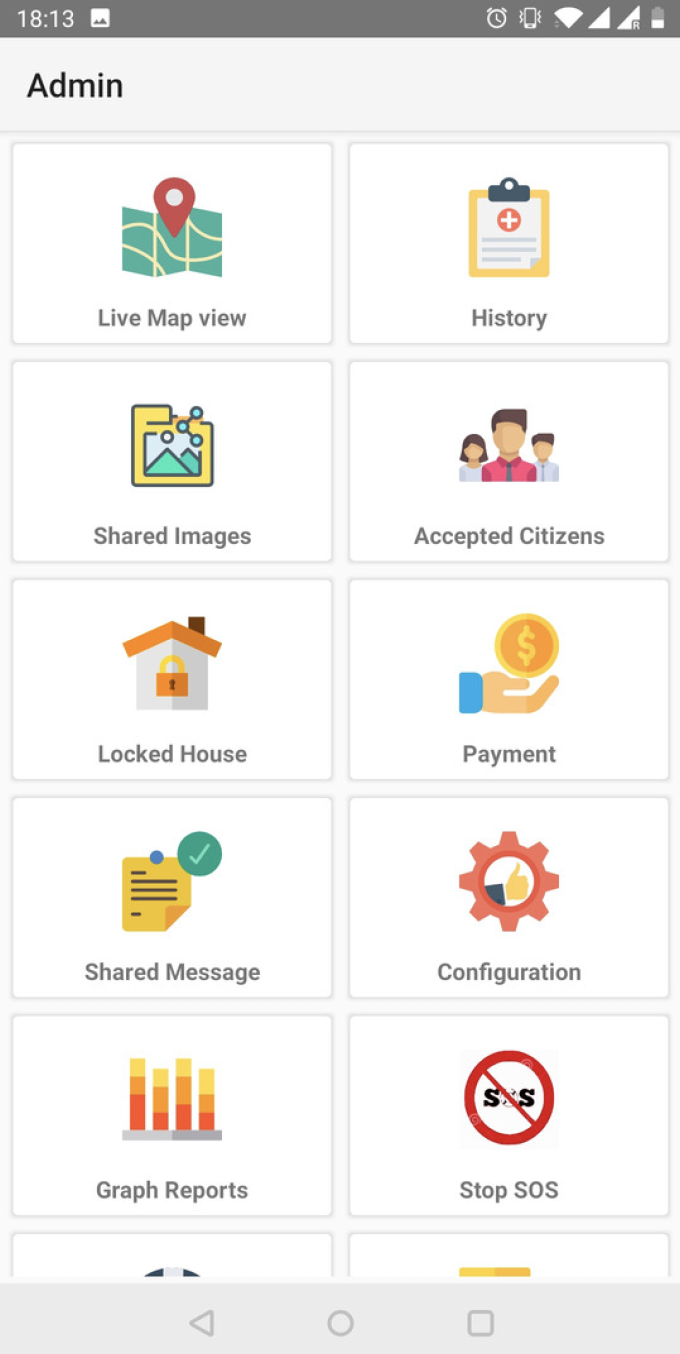 18:13
R
Admin
Live Map view
History
Shared Images
Accepted Citizens
Locked House
$
Payment
Shared Message
Configuration
Graph Reports
SOS
Stop SOS